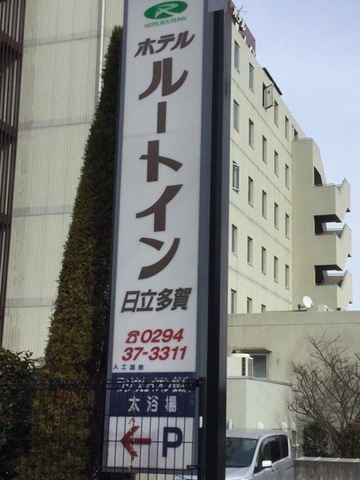 HOTEL ROUTE INN
ホテル
ルートイン
日立多賀
☎0294
37-3311
人工温泉
大浴場
← P